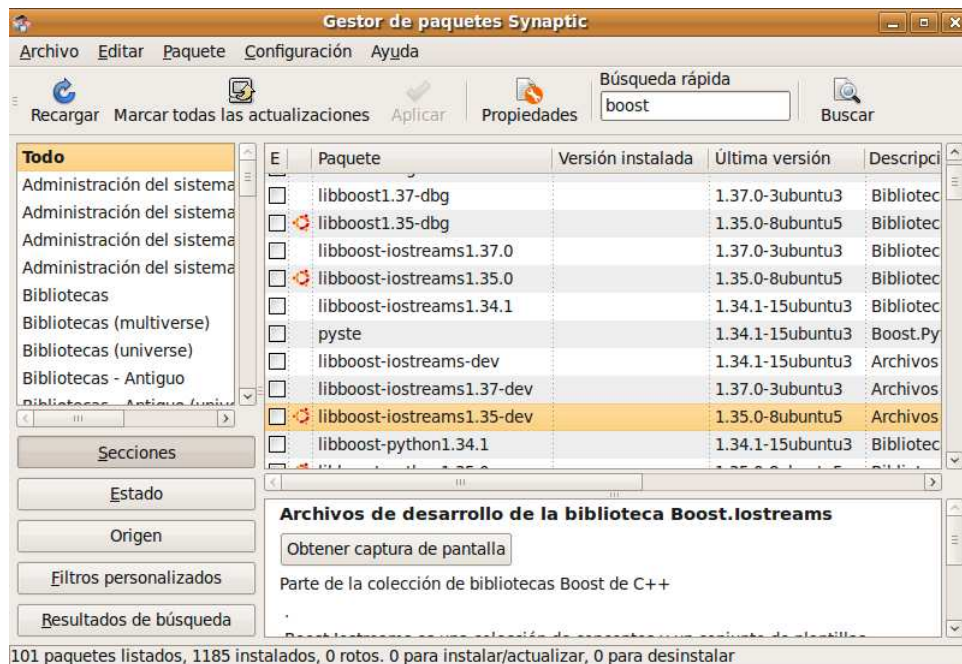 Gestor de paquetes Synaptic
Archivo Editar Paquete Configuración Ayuda
Búsqueda rápida
Recargar Marcar todas las actualizaciones Aplicar Propiedades boost Buscar
Todo
Administración del sistema
Administración del sistema
Administración del sistema
Administración del sistema
Bibliotecas
Bibliotecas (multiverse)
Bibliotecas (universe)
Bibliotecas - Antiguo
Secciones
Estado
Origen
Filtros personalizados
Resultados de búsqueda
E Paquete Versión instalada Última versión Descripci
libboost1.37-dbg 1.37.0-3ubuntu3 Bibliotec
libboost1.35-dbg 1.35.0-8ubuntu5 Bibliotec
libboost-iostreams1.37.0 1.37.0-3ubuntu3 Bibliotec
libboost-iostreams1.35.0 1.35.0-8ubuntu5 Bibliotec
libboost-iostreams1.34.1 1.34.1-15ubuntu3 Bibliotec
pyste 1.34.1-15ubuntu3 Boost.Py
libboost-iostreams-dev 1.34.1-15ubuntu3 Archivos
libboost-iostreams1.37-dev 1.37.0-3ubuntu3 Archivos
libboost-iostreams1.35-dev 1.35.0-8ubuntu5 Archivos
libboost-python1.34.1 1.34.1-15ubuntu3 Bibliotec
Archivos de desarrollo de la biblioteca Boost.Iostreams
Obtener captura de pantalla
Parte de la colección de bibliotecas Boost de C++
.
101 paquetes listados, 1185 instalados, 0 rotos. 0 para instalar/actualizar, 0 para desinstalar